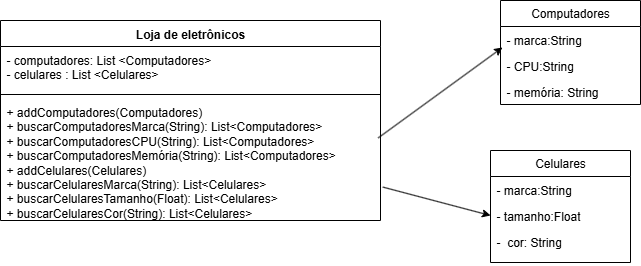 Loja de eletrônicos
- computadores: List <Computadores>
- celulares : List <Celulares>
+ addComputadores(Computadores)
+ buscarComputadoresMarca(String): List<Computadores>
+ buscarComputadoresCPU(String): List<Computadores>
+ buscarComputadoresMemória(String): List<Computadores>
+ addCelulares(Celulares)
+ buscarCelularesMarca(String): List<Celulares>
+ buscarCelularesTamanho(Float): List<Celulares>
+ buscarCelularesCor(String): List<Celulares>
Computadores
- marca:String
- CPU:String
- memória: String
Celulares
- marca:String
- tamanho:Float
- cor: String